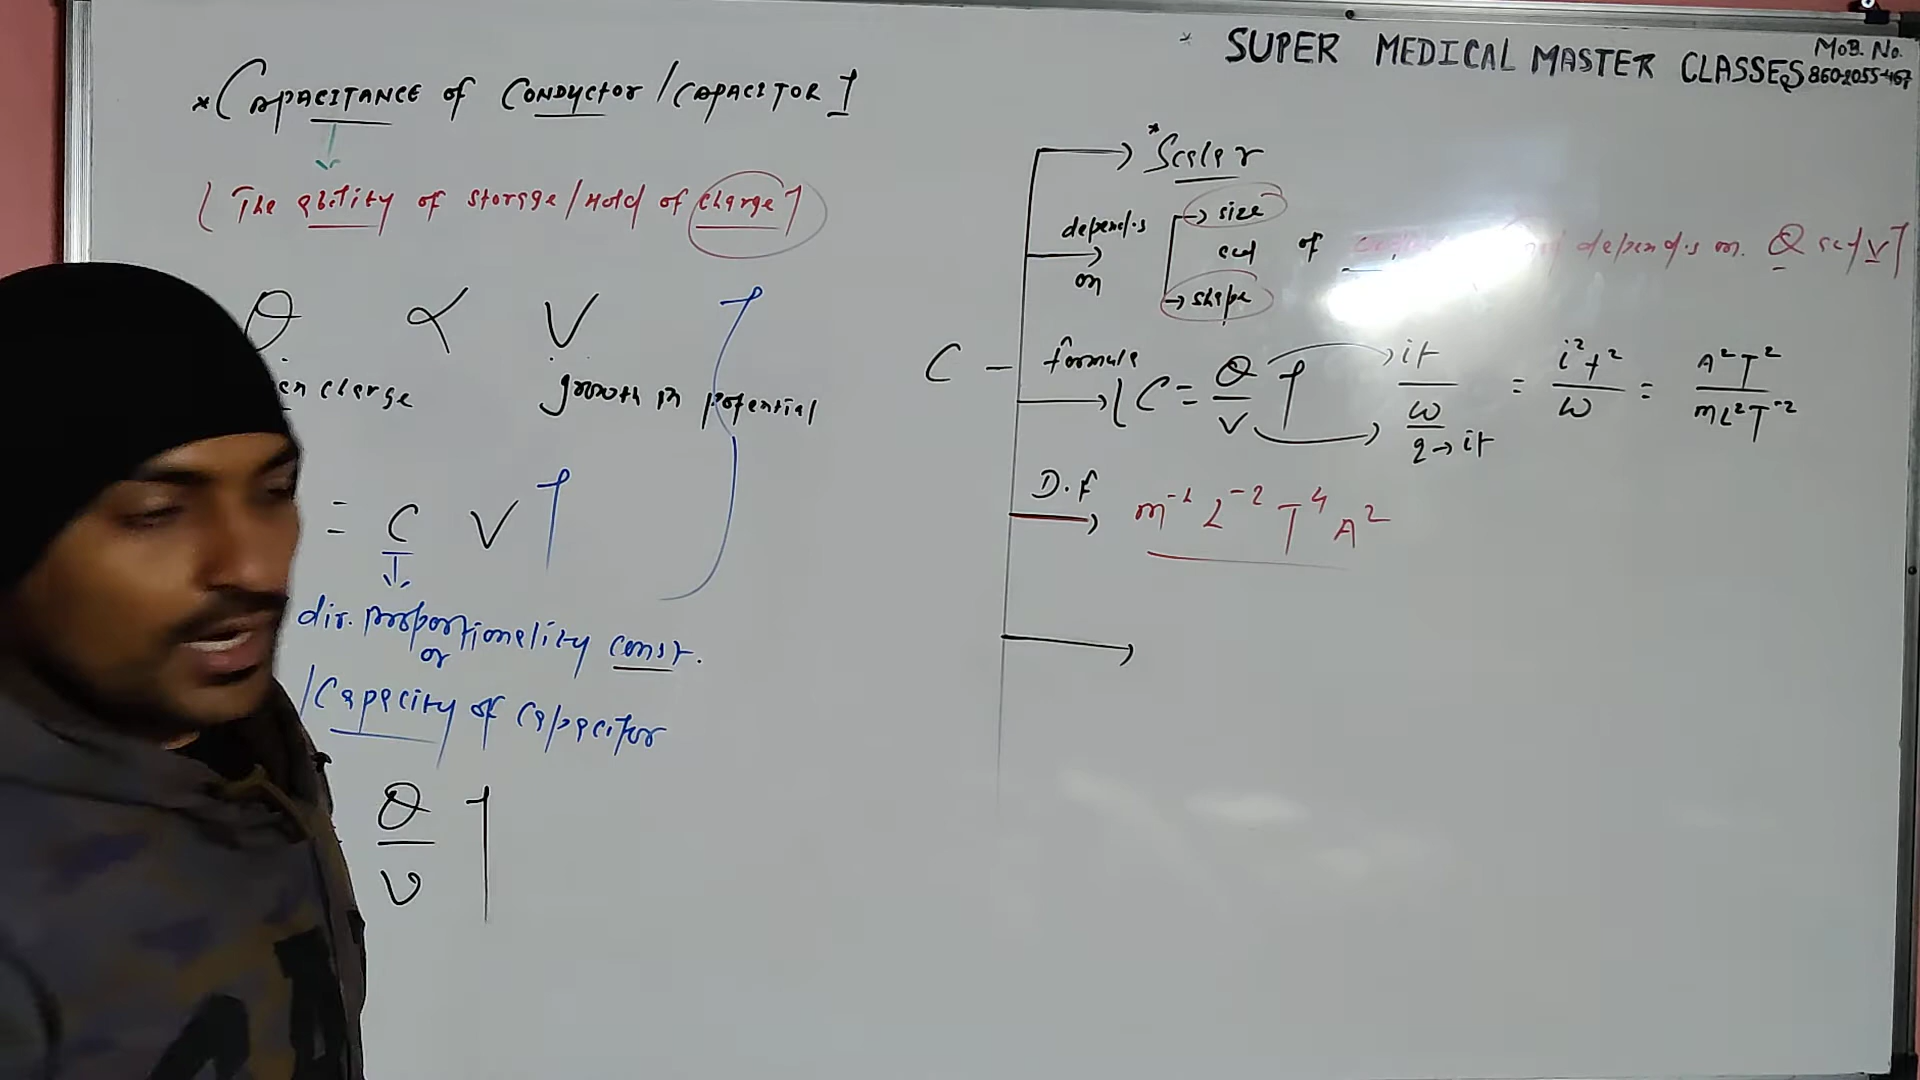 * SUPER MEDICAL MASTER CLASSES
MOB. No.
860-2055-467
* CAPACITANCE of CONDUCTOR / CAPACITOR
( The ability of storage / Hold of charge )
Q ∝ V
charge
growth in potential
= C V
dir. proportionality const.
or
Capacity of capacitor
Q
V
C -
* Scalar
depends on
size
and
shape
of
depends on. Q and V
formula
C = Q/V
it / (W / q → it) = i²t² / W = A²T² / ML²T⁻²
D.F
M⁻¹ L⁻² T⁴ A²